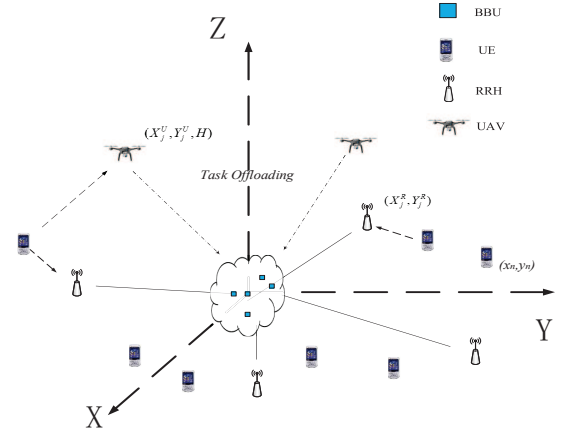 BBU
Z
UE
RRH
(X_j^U, Y_j^U, H)
UAV
Task Offloading
(X_j^R, Y_j^R)
(x_n, y_n)
Y
X